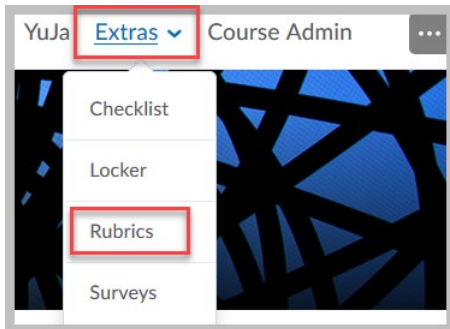 YuJa Extras Course Admin ...
Checklist
Locker
Rubrics
Surveys